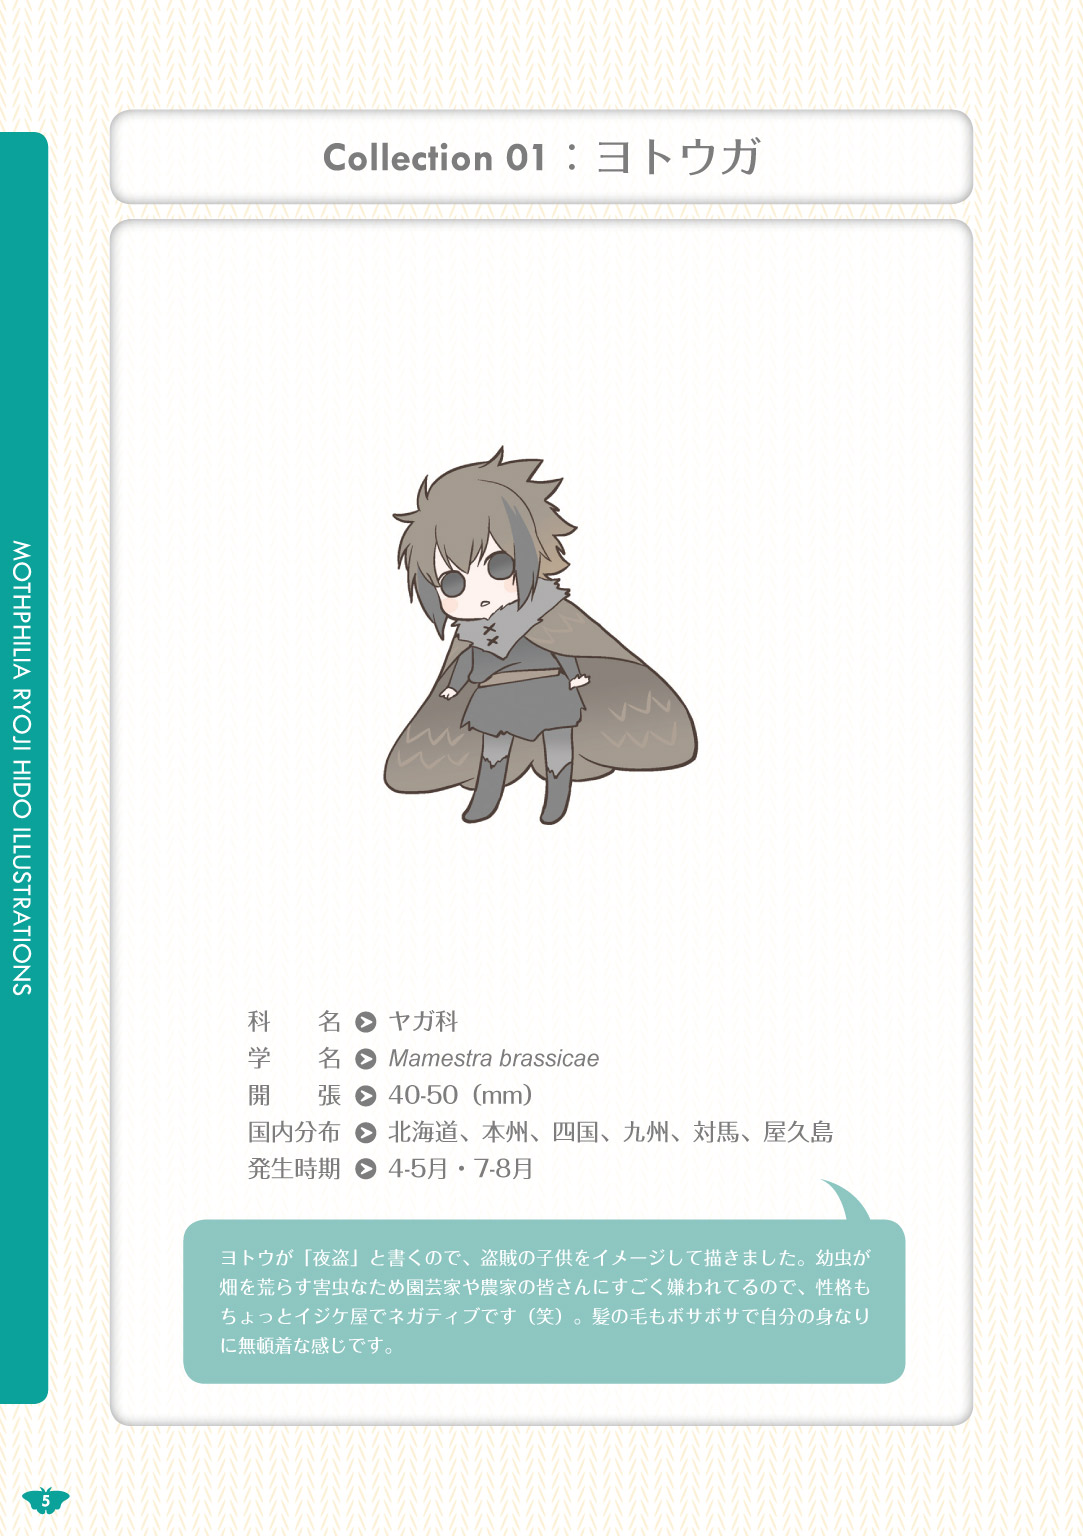 Collection 01：ヨトウガ
MOTHPHILIA RYOJI HIDO ILLUSTRATIONS
科　名 ヤガ科
学　名 Mamestra brassicae
開　張 40-50（mm）
国内分布 北海道、本州、四国、九州、対馬、屋久島
発生時期 4-5月・7-8月
ヨトウが「夜盗」と書くので、盗賊の子供をイメージして描きました。幼虫が
畑を荒らす害虫なため園芸家や農家の皆さんにすごく嫌われてるので、性格も
ちょっとイジケ屋でネガティブです（笑）。髪の毛もボサボサで自分の身なり
に無頓着な感じです。
5